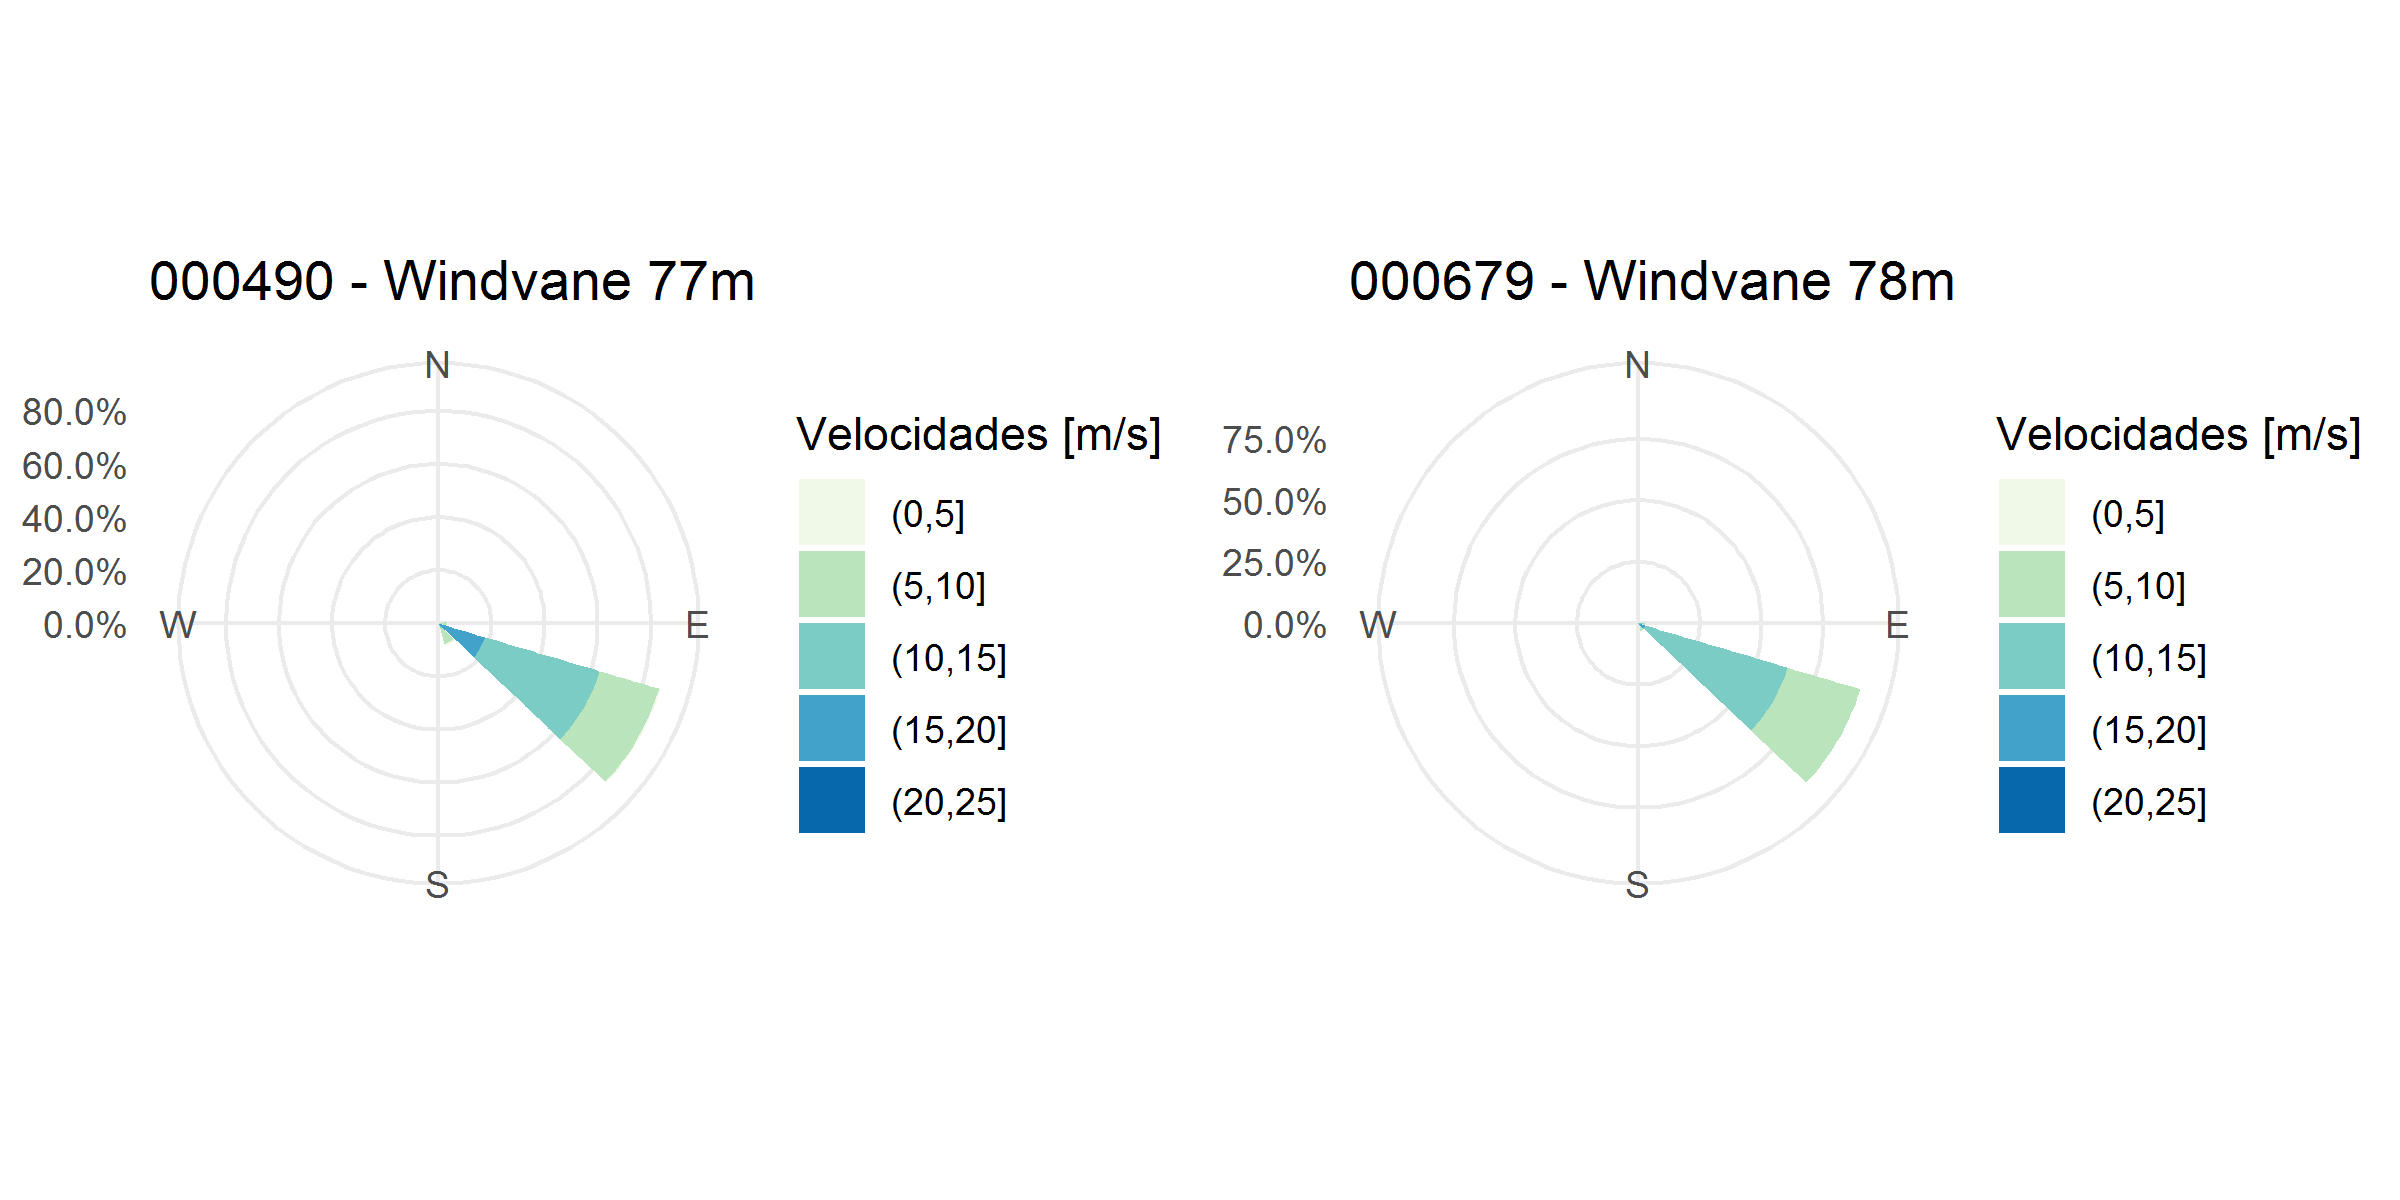 000490 - Windvane 77m
N
80.0%
60.0%
40.0%
20.0%
0.0%
W
E
S
Velocidades [m/s]
(0,5]
(5,10]
(10,15]
(15,20]
(20,25]
000679 - Windvane 78m
N
75.0%
50.0%
25.0%
0.0%
W
E
S
Velocidades [m/s]
(0,5]
(5,10]
(10,15]
(15,20]
(20,25]